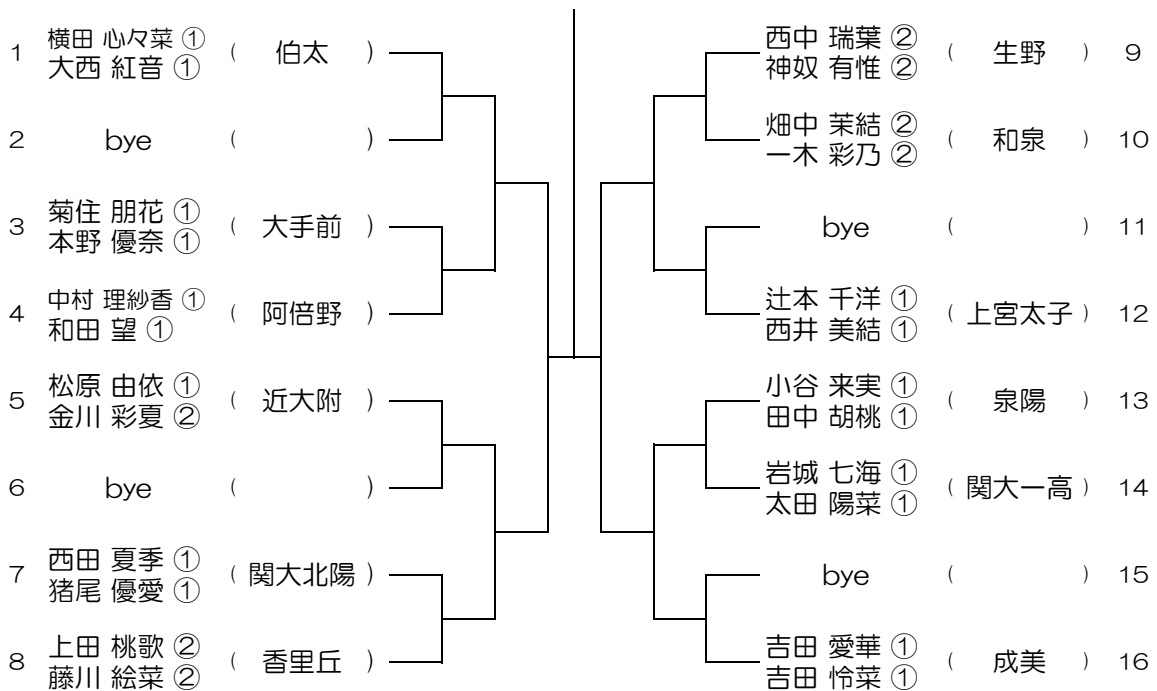 1 横田 心々菜 ① ( 伯太 )
大西 紅音 ①
2 bye ( )
3 菊住 朋花 ① ( 大手前 )
本野 優奈 ①
4 中村 理紗香 ① ( 阿倍野 )
和田 望 ①
5 松原 由依 ① ( 近大附 )
金川 彩夏 ②
6 bye ( )
7 西田 夏季 ① ( 関大北陽 )
猪尾 優愛 ①
8 上田 桃歌 ② ( 香里丘 )
藤川 絵菜 ②
西中 瑞葉 ② ( 生野 ) 9
神奴 有惟 ②
畑中 茉結 ② ( 和泉 ) 10
一木 彩乃 ②
bye ( ) 11
辻本 千洋 ① ( 上宮太子 ) 12
西井 美結 ①
小谷 来実 ① ( 泉陽 ) 13
田中 胡桃 ①
岩城 七海 ① ( 関大一高 ) 14
太田 陽菜 ①
bye ( ) 15
吉田 愛華 ① ( 成美 ) 16
吉田 怜菜 ①